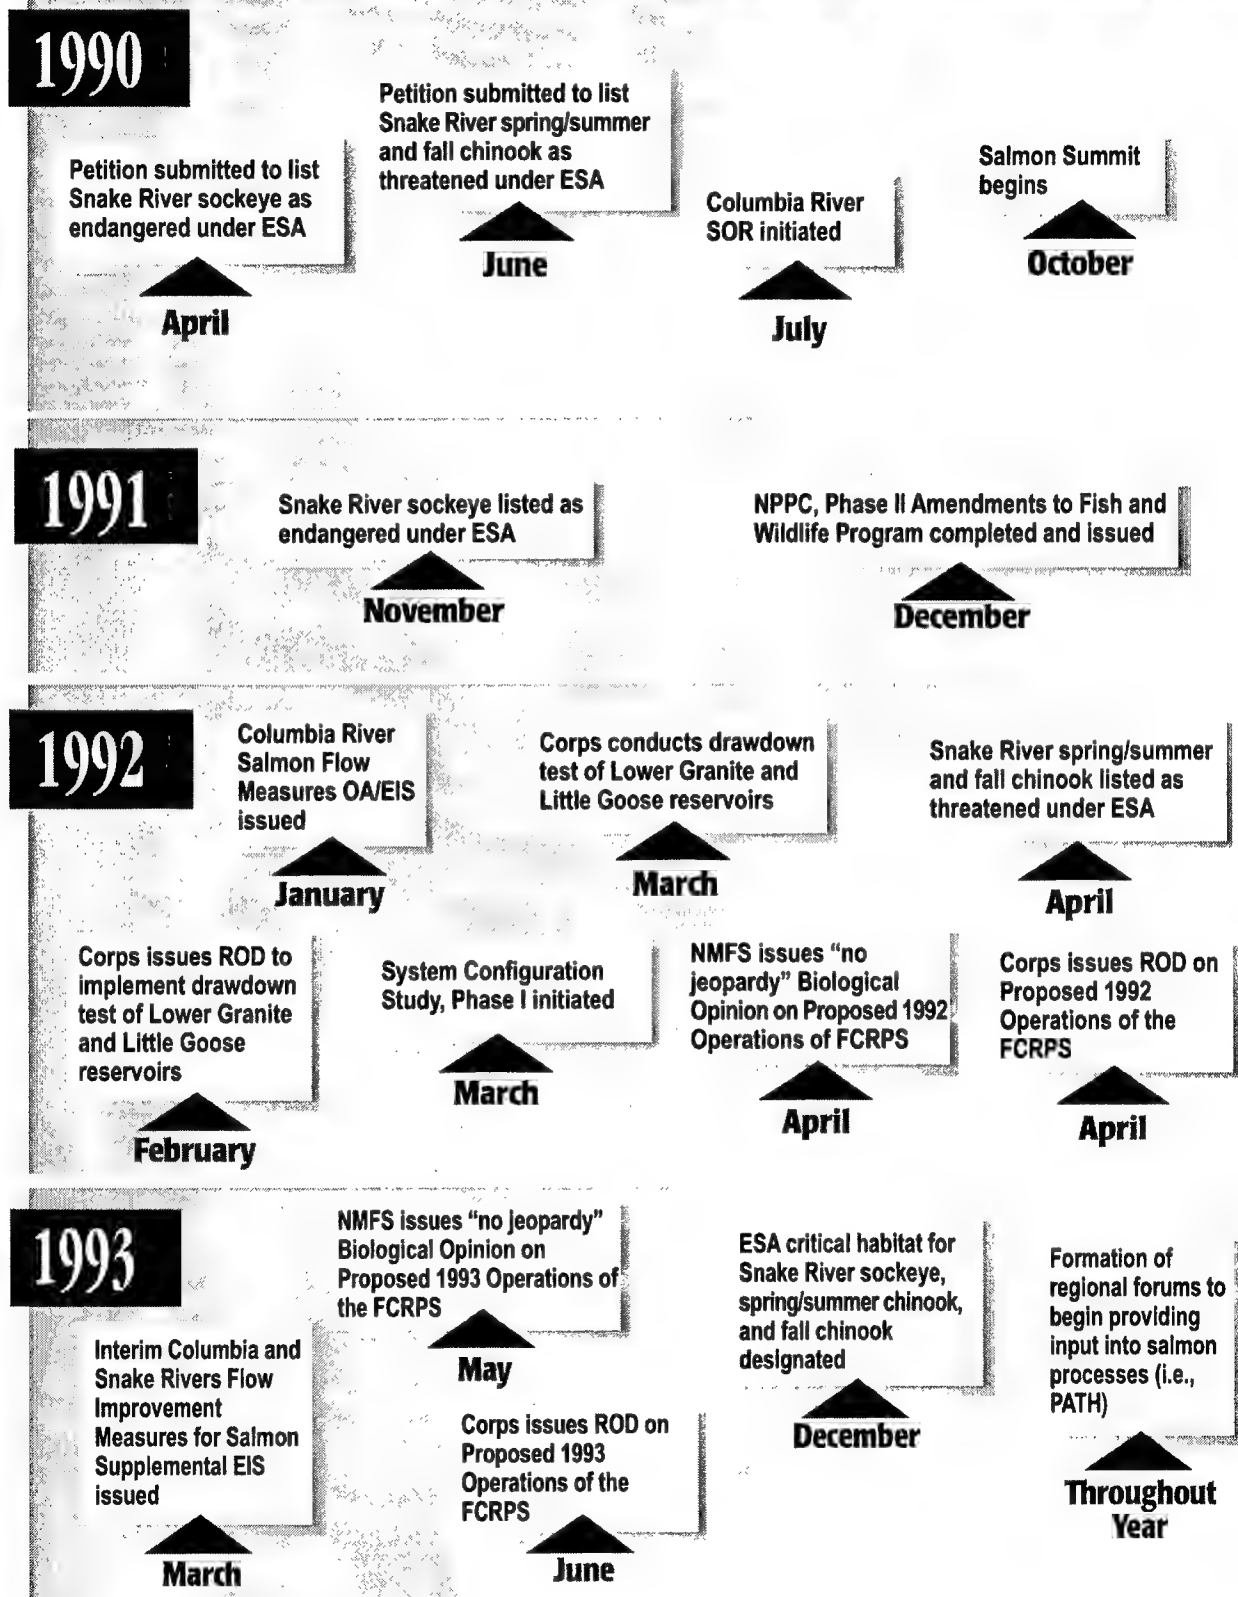 1990
Petition submitted to list
Snake River sockeye as
endangered under ESA
April
Petition submitted to list
Snake River spring/summer
and fall chinook as
threatened under ESA
June
Columbia River
SOR initiated
July
Salmon Summit
begins
October
1991
Snake River sockeye listed as
endangered under ESA
November
NPPC, Phase II Amendments to Fish and
Wildlife Program completed and issued
December
1992
Columbia River
Salmon Flow
Measures OA/EIS
issued
January
Corps conducts drawdown
test of Lower Granite and
Little Goose reservoirs
March
Snake River spring/summer
and fall chinook listed as
threatened under ESA
April
Corps issues ROD to
implement drawdown
test of Lower Granite
and Little Goose
reservoirs
February
System Configuration
Study, Phase I initiated
March
NMFS issues “no
jeopardy” Biological
Opinion on Proposed 1992
Operations of FCRPS
April
Corps issues ROD on
Proposed 1992
Operations of the
FCRPS
April
1993
Interim Columbia and
Snake Rivers Flow
Improvement
Measures for Salmon
Supplemental EIS
issued
March
NMFS issues “no jeopardy”
Biological Opinion on
Proposed 1993 Operations of
the FCRPS
May
Corps issues ROD on
Proposed 1993
Operations of the
FCRPS
June
ESA critical habitat for
Snake River sockeye,
spring/summer chinook,
and fall chinook
designated
December
Formation of
regional forums to
begin providing
input into salmon
processes (i.e.,
PATH)
Throughout
Year